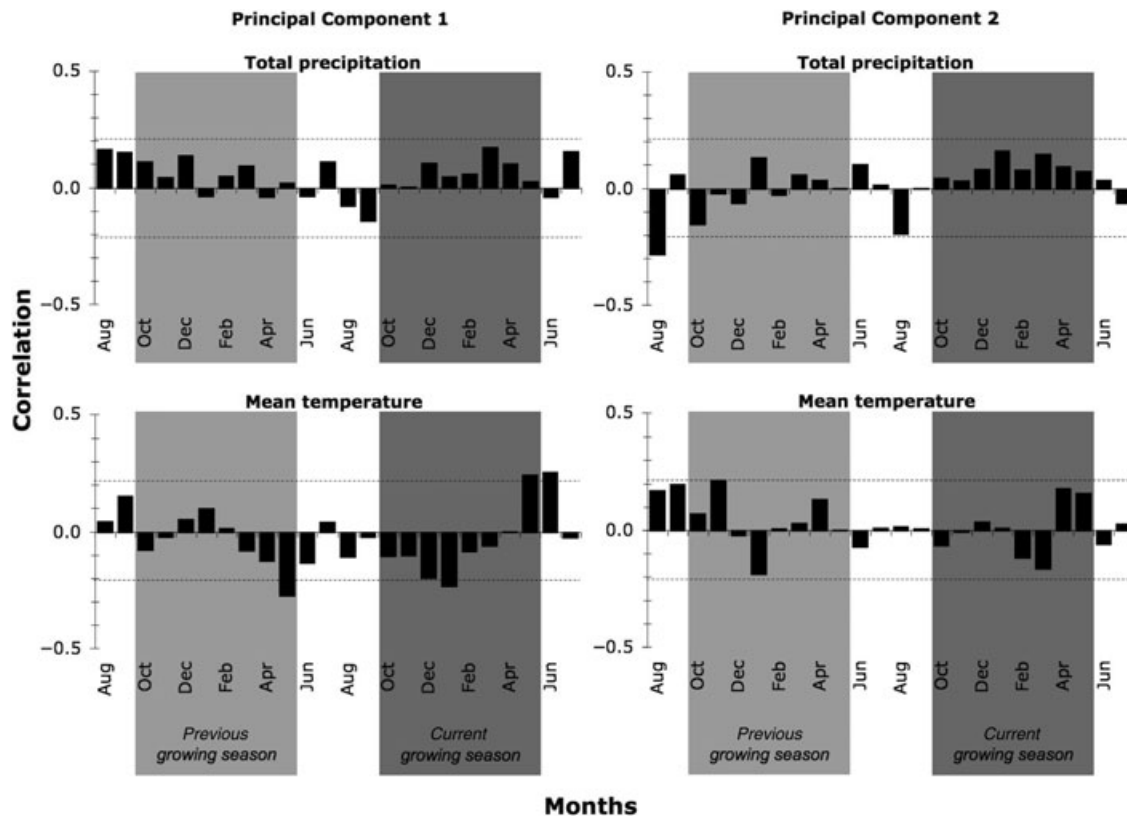 Principal Component 1
Principal Component 2
Total precipitation
Total precipitation
0.5
0.0
−0.5
0.5
0.0
−0.5
Aug Oct Dec Feb Apr Jun Aug Oct Dec Feb Apr Jun
Aug Oct Dec Feb Apr Jun Aug Oct Dec Feb Apr Jun
Correlation
Mean temperature
Mean temperature
0.5
0.0
−0.5
0.5
0.0
−0.5
Aug Oct Dec Feb Apr Jun Aug Oct Dec Feb Apr Jun
Aug Oct Dec Feb Apr Jun Aug Oct Dec Feb Apr Jun
Previous
growing season
Current
growing season
Previous
growing season
Current
growing season
Months